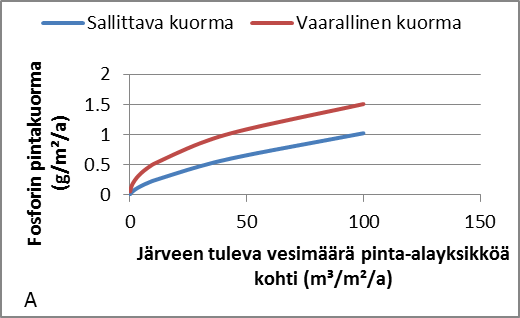 Sallittava kuorma Vaarallinen kuorma
Fosforin pintakuorma
(g/m²/a)
2
1.5
1
0.5
0
0 50 100 150
Järveen tuleva vesimäärä pinta-alayksikköä
kohti (m³/m²/a)
A